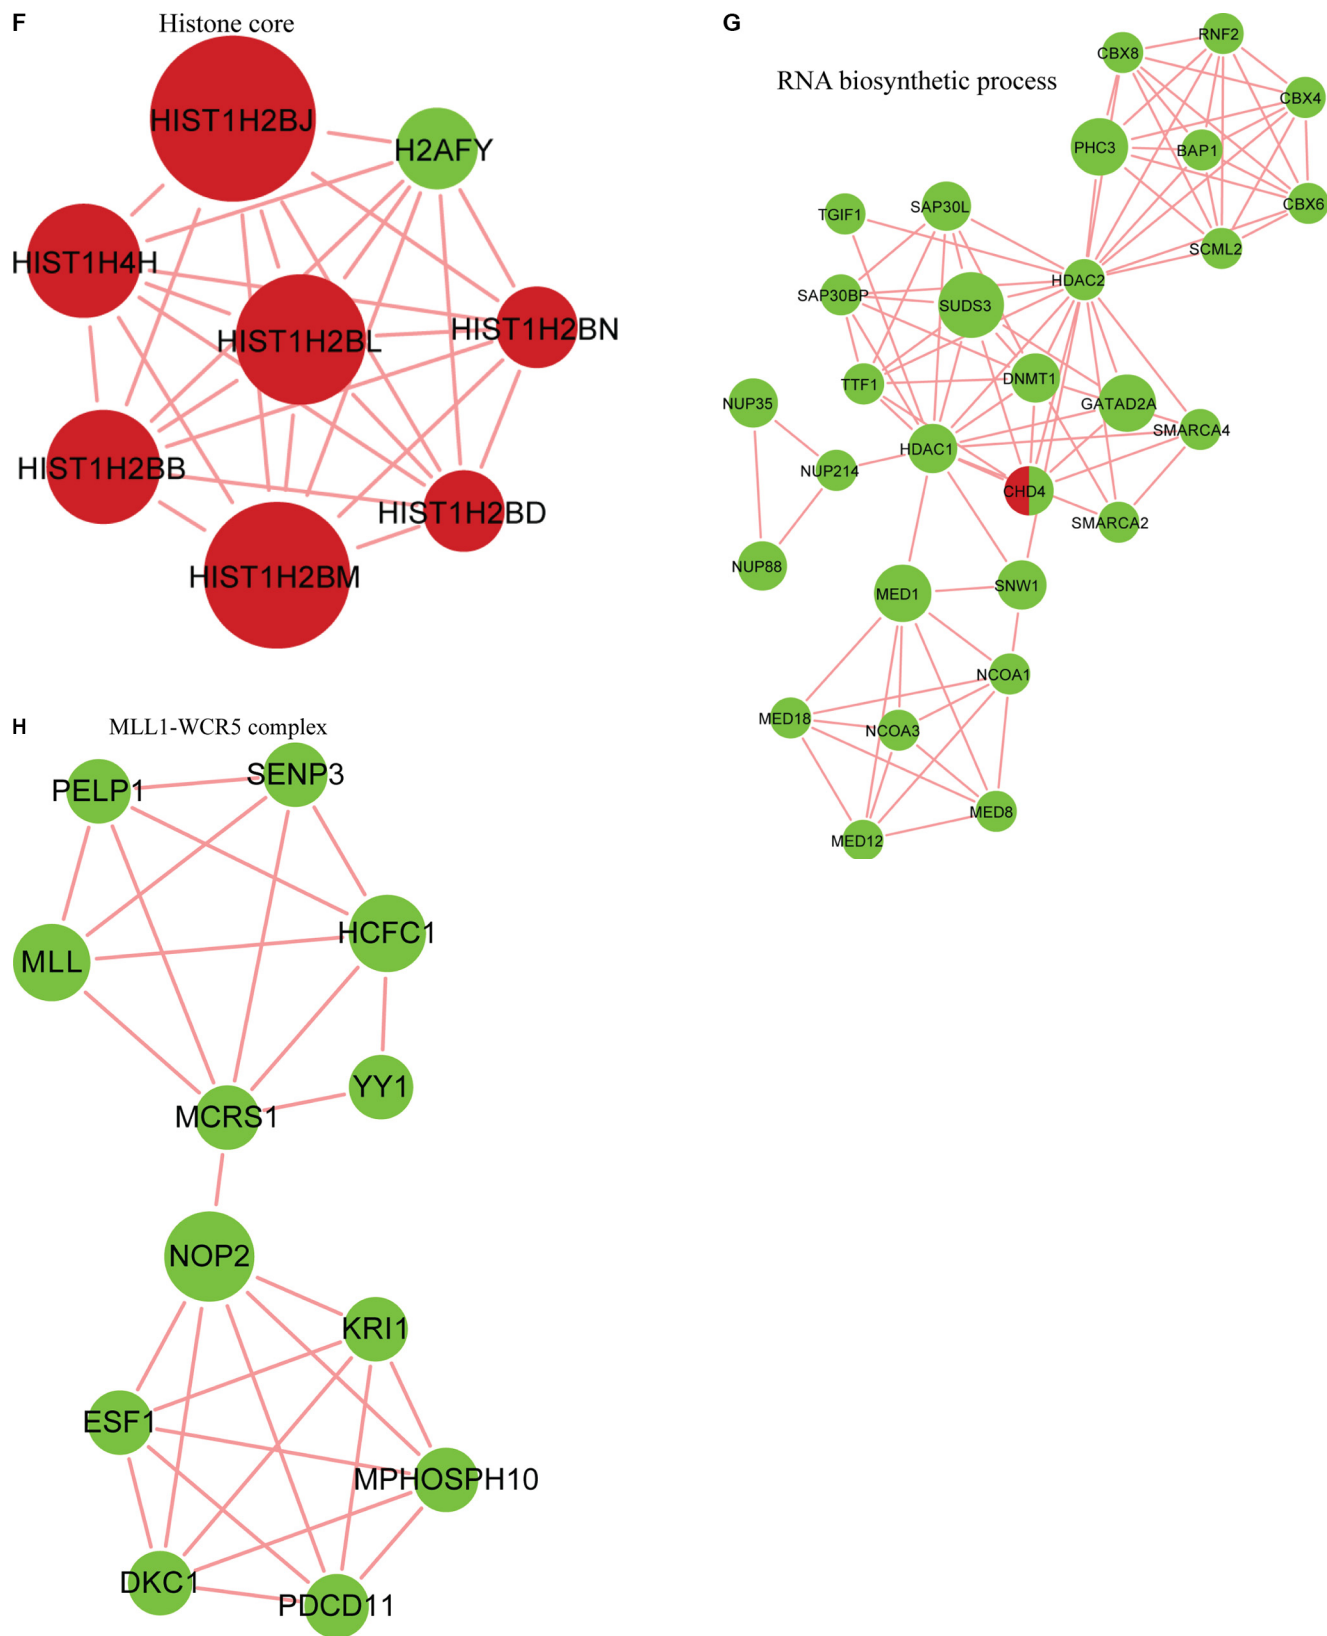 F
Histone core
HIST1H2BJ
H2AFY
HIST1H4H
HIST1H2BL
HIST1H2BN
HIST1H2BB
HIST1H2BD
HIST1H2BM
G
RNA biosynthetic process
RNF2
CBX8
CBX4
PHC3
BAP1
CBX6
SCML2
TGIF1
SAP30L
HDAC2
SAP30BP
SUDS3
TTF1
DNMT1
GATAD2A
SMARCA4
NUP35
HDAC1
NUP214
CHD4
SMARCA2
NUP88
MED1
SNW1
NCOA1
MED18
NCOA3
MED8
MED12
H
MLL1-WCR5 complex
SENP3
PELP1
HCFC1
MLL
YY1
MCRS1
NOP2
KRI1
ESF1
MPHOSPH10
DKC1
PDCD11